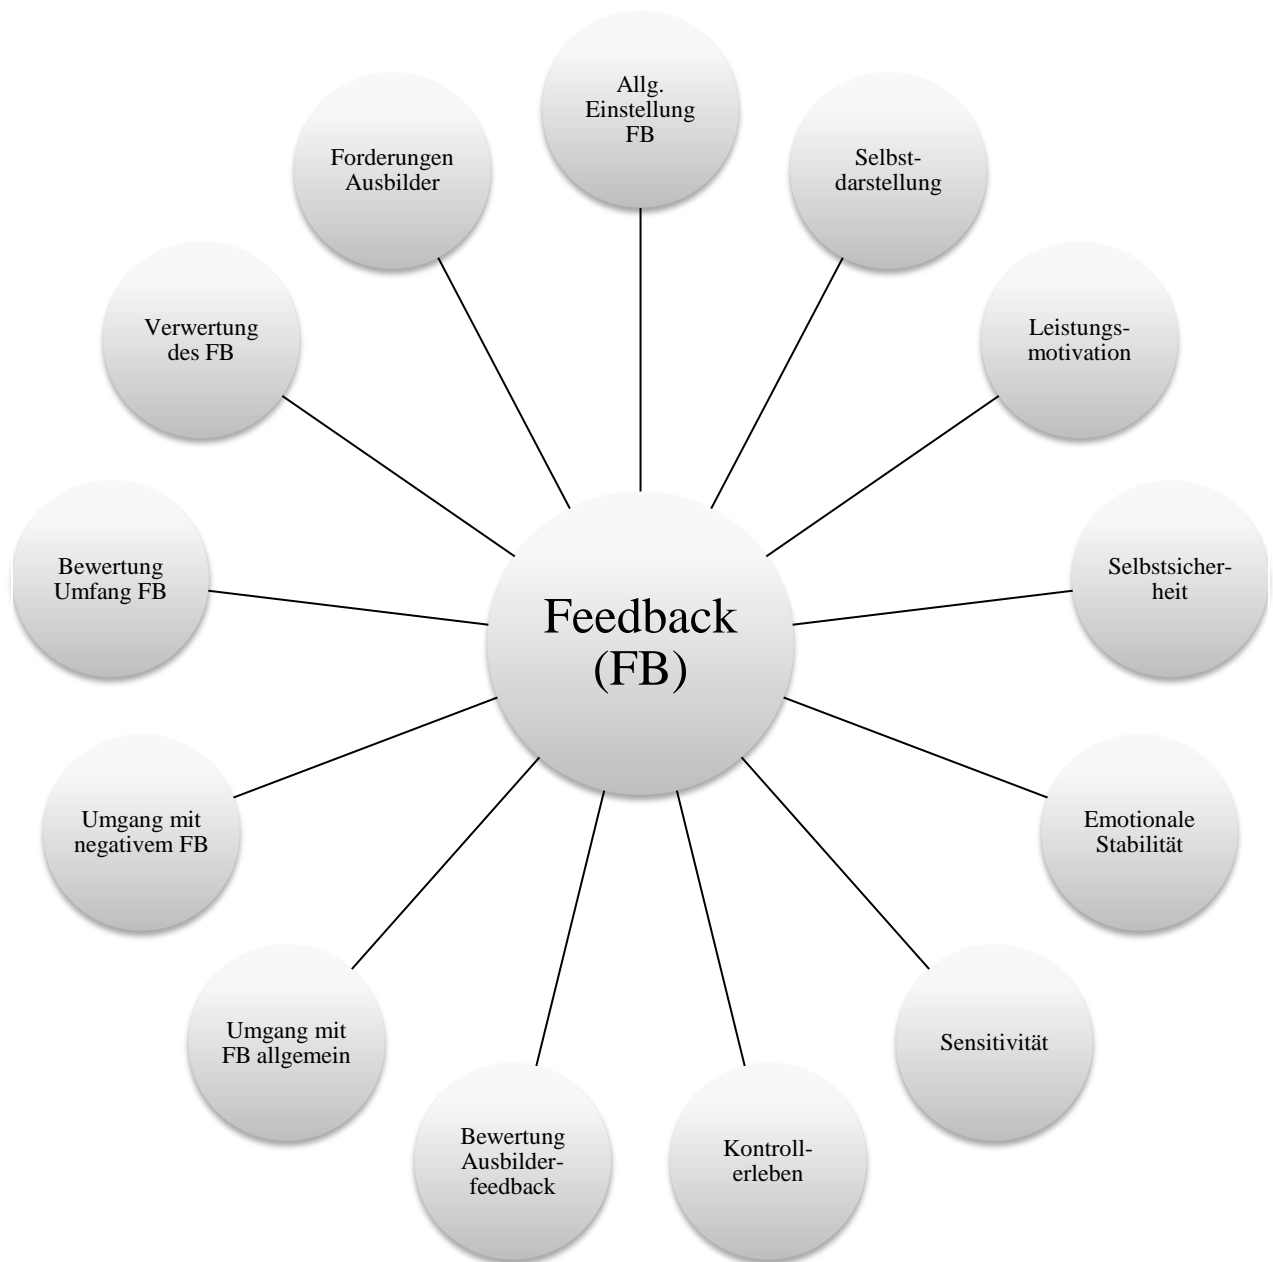 Allg.
Einstellung
FB
Selbst-
darstellung
Leistungs-
motivation
Selbstsicher-
heit
Emotionale
Stabilität
Sensitivität
Kontroll-
erleben
Bewertung
Ausbilder-
feedback
Umgang mit
FB allgemein
Umgang mit
negativem FB
Bewertung
Umfang FB
Verwertung
des FB
Forderungen
Ausbilder
Feedback
(FB)